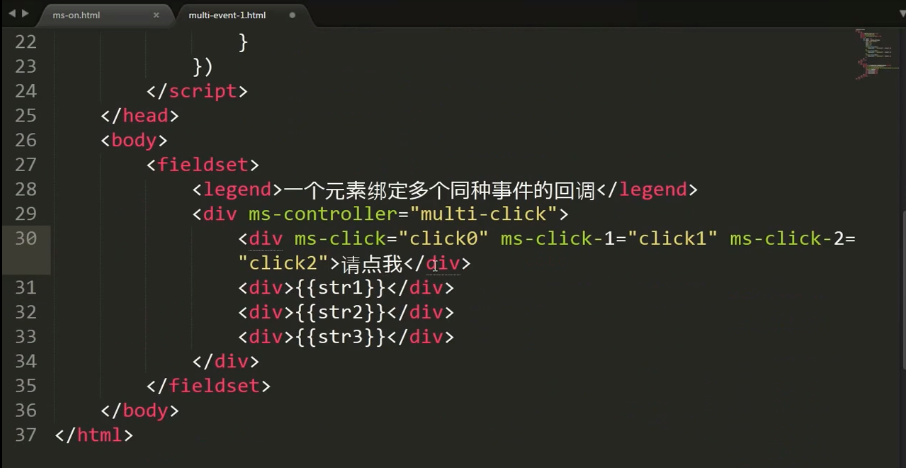 ms-on.html
multi-event-1.html
22 }
23 })
24 </script>
25 </head>
26 <body>
27 <fieldset>
28 <legend>一个元素绑定多个同种事件的回调</legend>
29 <div ms-controller="multi-click">
30 <div ms-click="click0" ms-click-1="click1" ms-click-2=
"click2">请点我</div>
31 <div>{{str1}}</div>
32 <div>{{str2}}</div>
33 <div>{{str3}}</div>
34 </div>
35 </fieldset>
36 </body>
37 </html>